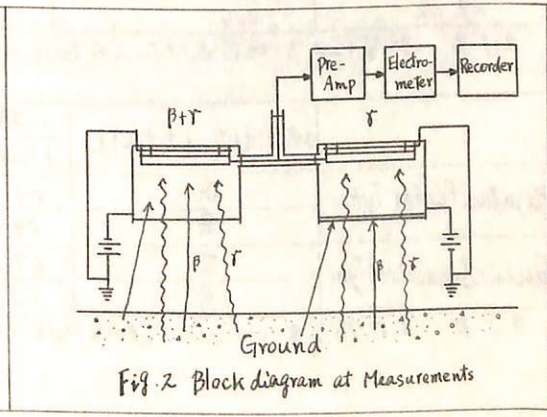 Pre-
Amp
Electro-
meter
Recorder
β+γ
γ
β
γ
β
γ
Ground
Fig.2 Block diagram at Measurements